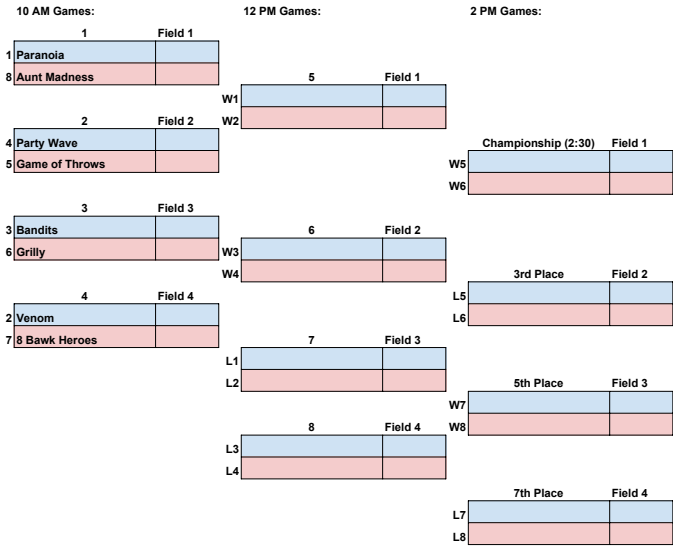 10 AM Games:
12 PM Games:
2 PM Games:
1 Field 1
1 Paranoia
8 Aunt Madness
2 Field 2
4 Party Wave
5 Game of Throws
3 Field 3
3 Bandits
6 Grilly
4 Field 4
2 Venom
7 8 Bawk Heroes
5 Field 1
W1
W2
6 Field 2
W3
W4
7 Field 3
L1
L2
8 Field 4
L3
L4
Championship (2:30) Field 1
W5
W6
3rd Place Field 2
L5
L6
5th Place Field 3
W7
W8
7th Place Field 4
L7
L8